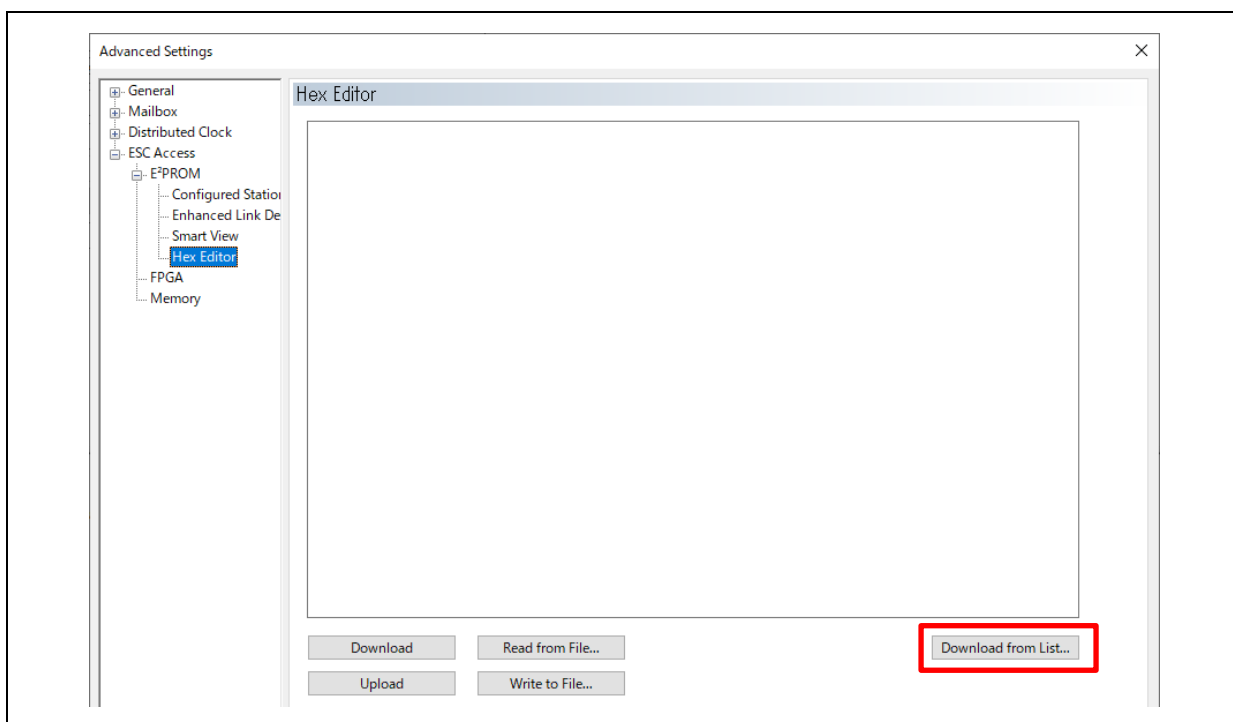 Advanced Settings
General
Mailbox
Distributed Clock
ESC Access
E²PROM
Configured Station
Enhanced Link De
Smart View
Hex Editor
FPGA
Memory
Hex Editor
Download
Read from File...
Download from List...
Upload
Write to File...